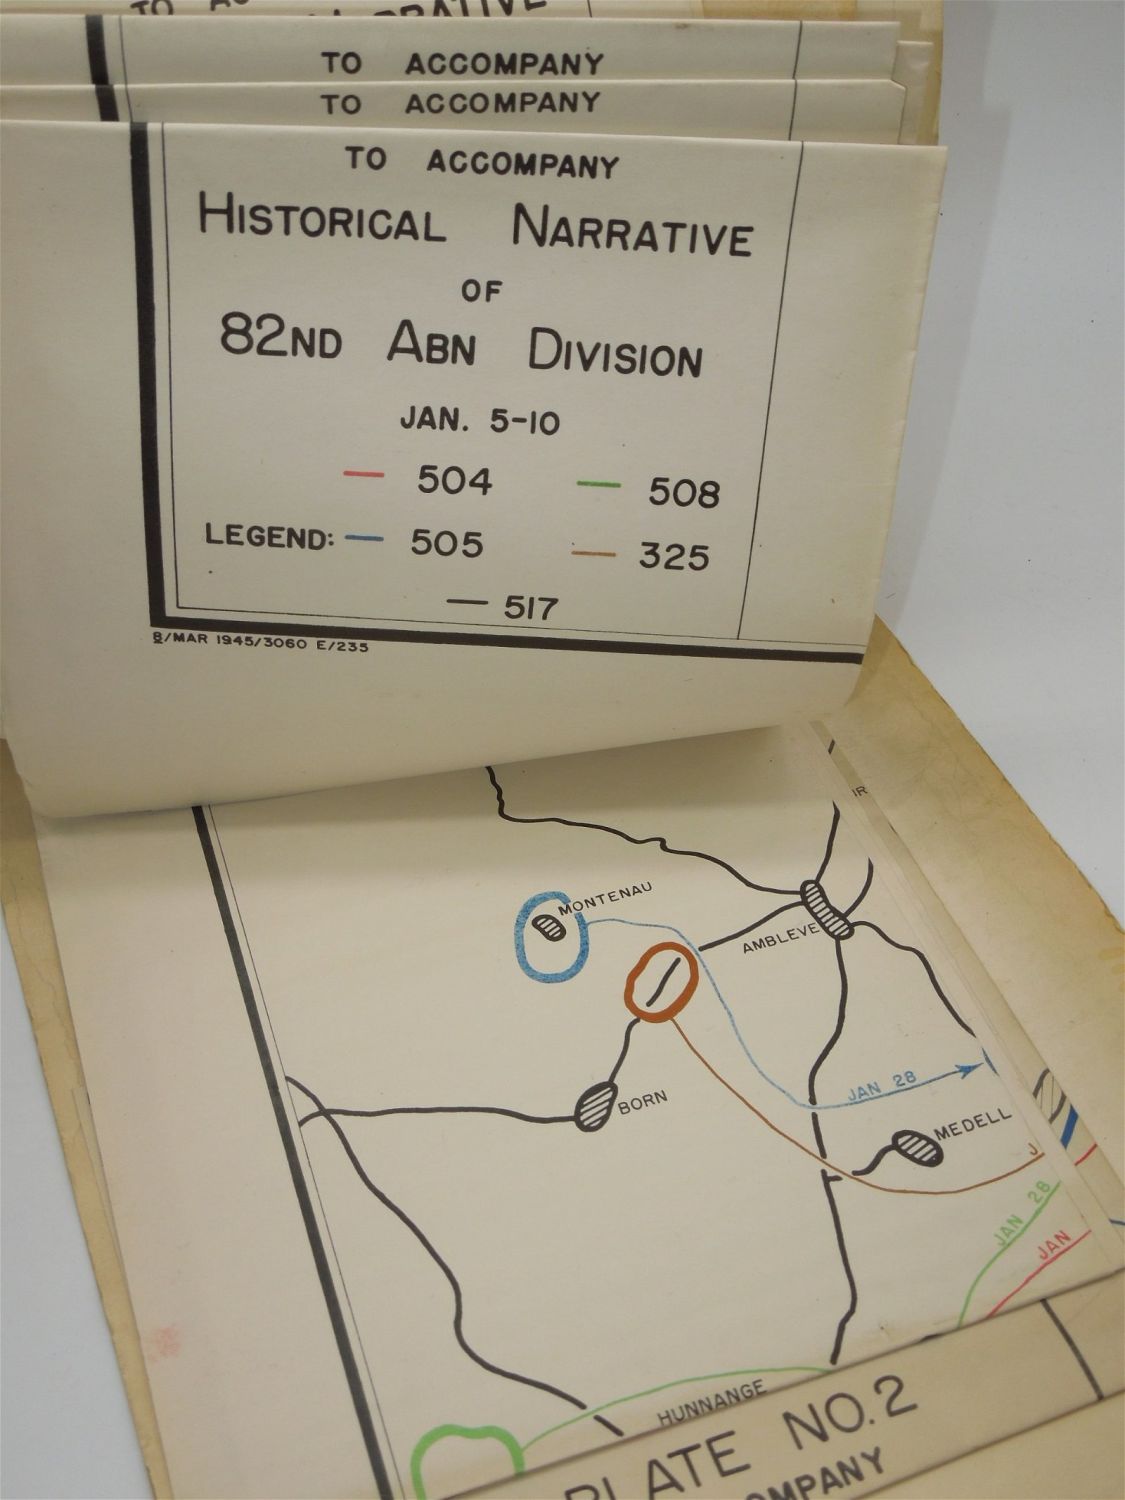 TO ACCOMPANY
TO ACCOMPANY
TO ACCOMPANY
HISTORICAL NARRATIVE
OF
82ND ABN DIVISION
JAN. 5-10
504 508
LEGEND: 505 325
517
B/MAR 1945/3060 E/235
MONTENAU
AMBLEVE
BORN
JAN 28
MEDELL
JAN 28
JAN
HUNNANGE
PLATE NO. 2